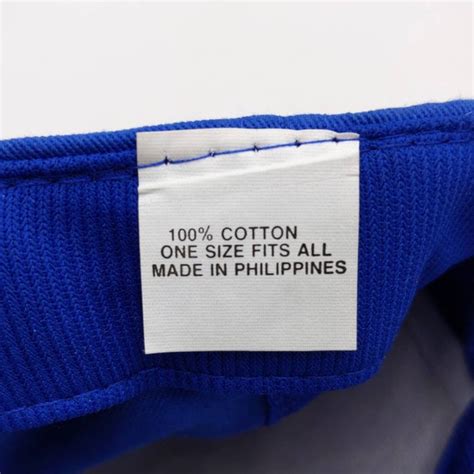 100% COTTON
ONE SIZE FITS ALL
MADE IN PHILIPPINES